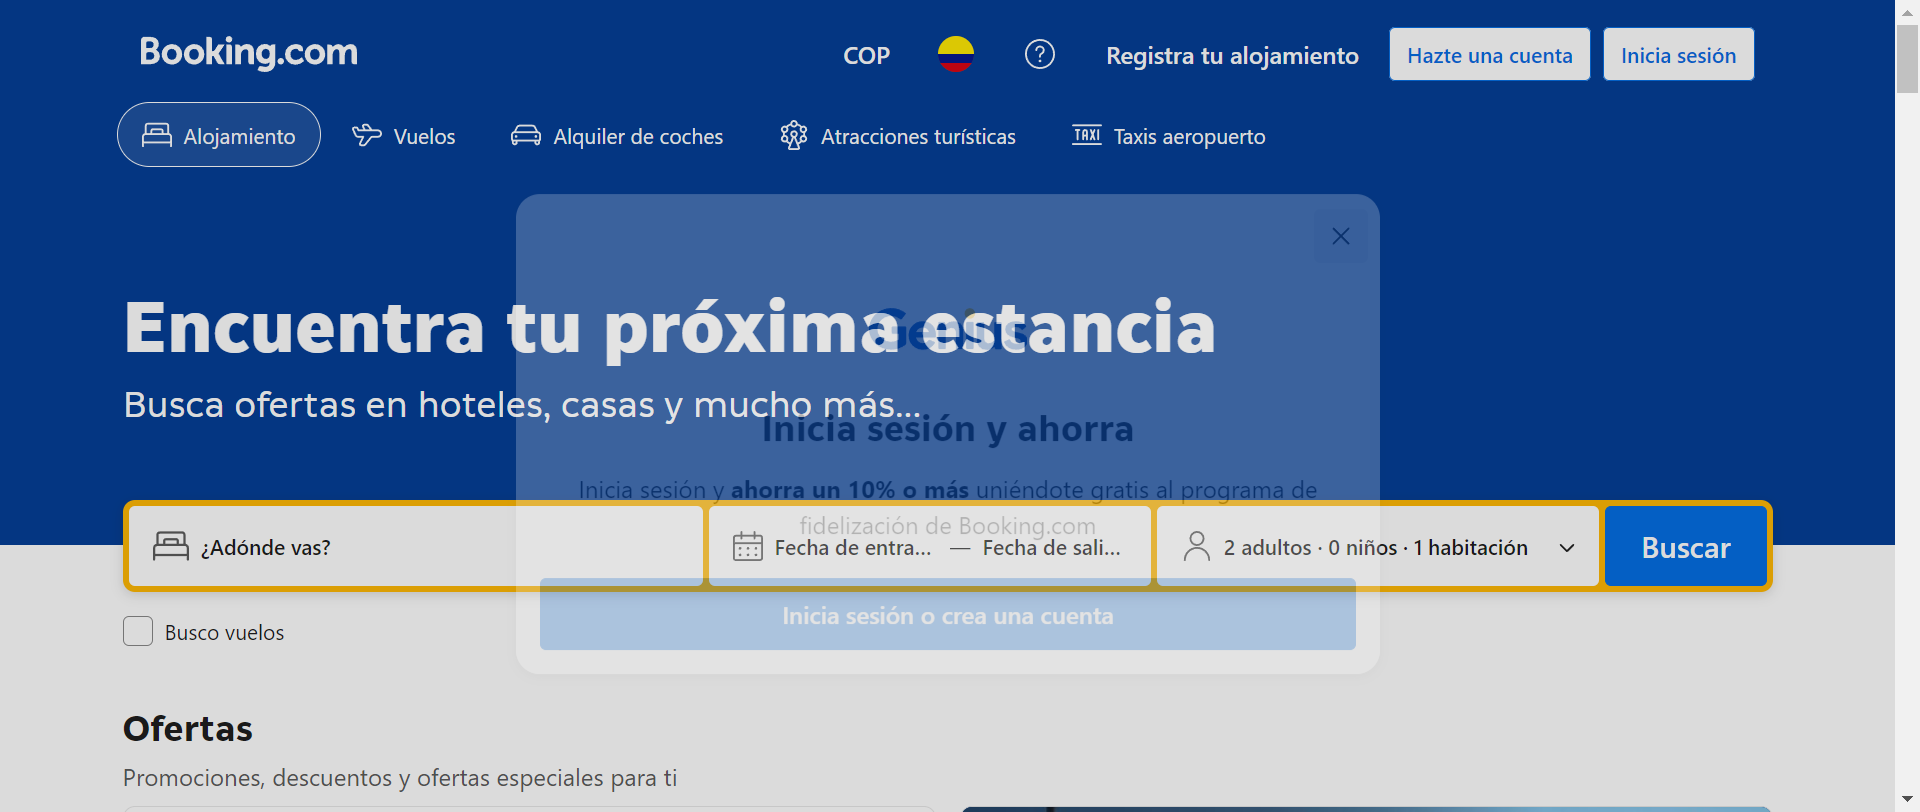 Booking.com
COP
Registra tu alojamiento
Hazte una cuenta
Inicia sesión
Alojamiento
Vuelos
Alquiler de coches
Atracciones turísticas
TAXI
Taxis aeropuerto
Encuentra tu próxima estancia
Genius
Busca ofertas en hoteles, casas y mucho más...
Inicia sesión y ahorra
Inicia sesión y ahorra un 10% o más uniéndote gratis al programa de
fidelización de Booking.com
¿Adónde vas?
Fecha de entra... — Fecha de sali...
2 adultos · 0 niños · 1 habitación
Buscar
Inicia sesión o crea una cuenta
Busco vuelos
Ofertas
Promociones, descuentos y ofertas especiales para ti